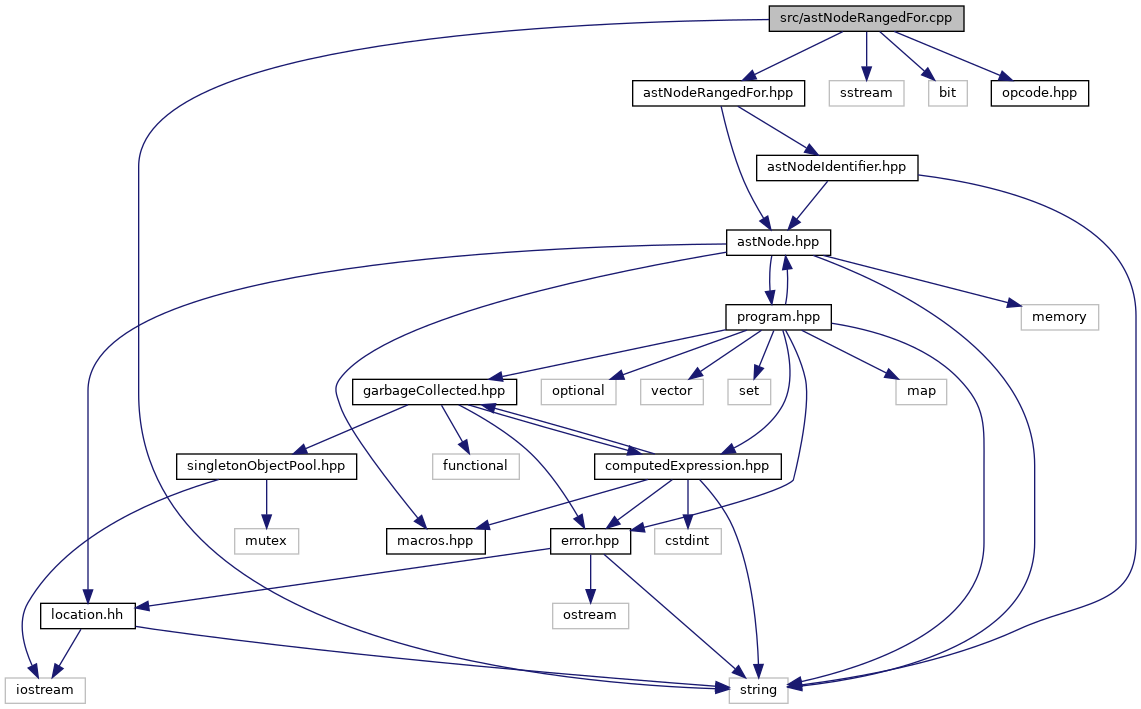 src/astNodeRangedFor.cpp
astNodeRangedFor.hpp
sstream
bit
opcode.hpp
astNodeIdentifier.hpp
astNode.hpp
program.hpp
memory
garbageCollected.hpp
optional
vector
set
map
singletonObjectPool.hpp
functional
computedExpression.hpp
mutex
macros.hpp
error.hpp
cstdint
location.hh
ostream
iostream
string